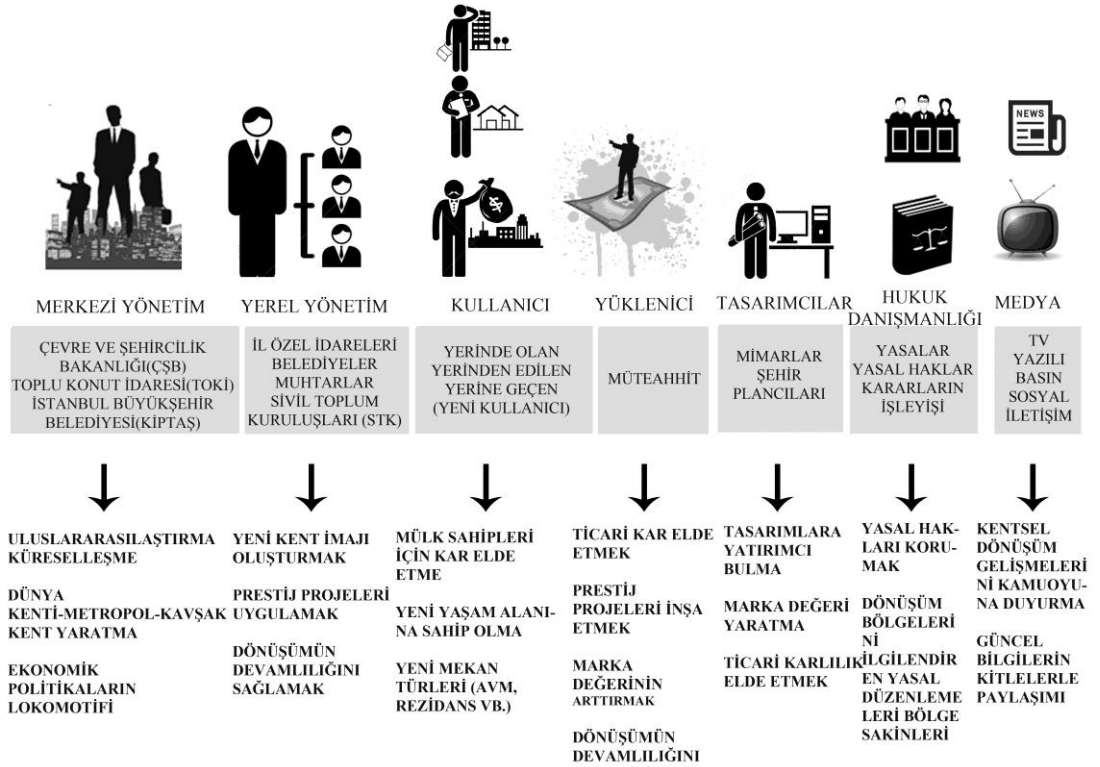 NEWS
MERKEZİ YÖNETİM
YEREL YÖNETİM
KULLANICI
YÜKLENİCİ
TASARIMCILAR
HUKUK
DANIŞMANLIĞI
MEDYA
ÇEVRE VE ŞEHİRCİLİK
BAKANLIĞI(ÇŞB)
TOPLU KONUT İDARESİ(TOKİ)
İSTANBUL BÜYÜKŞEHİR
BELEDİYESİ(KİPTAŞ)
İL ÖZEL İDARELERİ
BELEDİYELER
MUHTARLAR
SİVİL TOPLUM
KURULUŞLARI (STK)
YERİNDE OLAN
YERİNDEN EDİLEN
YERİNE GEÇEN
(YENİ KULLANICI)
MÜTEAHHİT
MİMARLAR
ŞEHİR
PLANCILARI
YASALAR
YASAL HAKLAR
KARARLARIN
İŞLEYİŞİ
TV
YAZILI
BASIN
SOSYAL
İLETİŞİM
ULUSLARARASILAŞTIRMA
KÜRESELLEŞME
DÜNYA
KENTİ-METROPOL-KAVŞAK
KENT YARATMA
EKONOMİK
POLİTİKALARIN
LOKOMOTİFİ
YENİ KENT İMAJI
OLUŞTURMAK
PRESTİJ PROJELERİ
UYGULAMAK
DÖNÜŞÜMÜN
DEVAMLILIĞINI
SAĞLAMAK
MÜLK SAHİPLERİ
İÇİN KAR ELDE
ETME
YENİ YAŞAM ALANI-
NA SAHİP OLMA
YENİ MEKAN
TÜRLERİ (AVM,
REZİDANS VB.)
TİCARİ KAR ELDE
ETMEK
PRESTİJ
PROJELERİ İNŞA
ETMEK
MARKA
DEĞERİNİN
ARTTIRMAK
DÖNÜŞÜMÜN
DEVAMLILIĞINI
TASARIMLARA
YATIRIMCI
BULMA
MARKA DEĞERİ
YARATMA
TİCARİ KARLILIK
ELDE ETMEK
YASAL HAK-
LARI KORU-
MAK
DÖNÜŞÜM
BÖLGELERİ
Nİ
İLGİLENDİR
EN YASAL
DÜZENLEME
LERİ BÖLGE
SAKİNLERİ
KENTSEL
DÖNÜŞÜM
GELİŞMELERİ
Nİ KAMUOYU-
NA DUYURMA
GÜNCEL
BİLGİLERİN
KİTLELERLE
PAYLAŞIMI